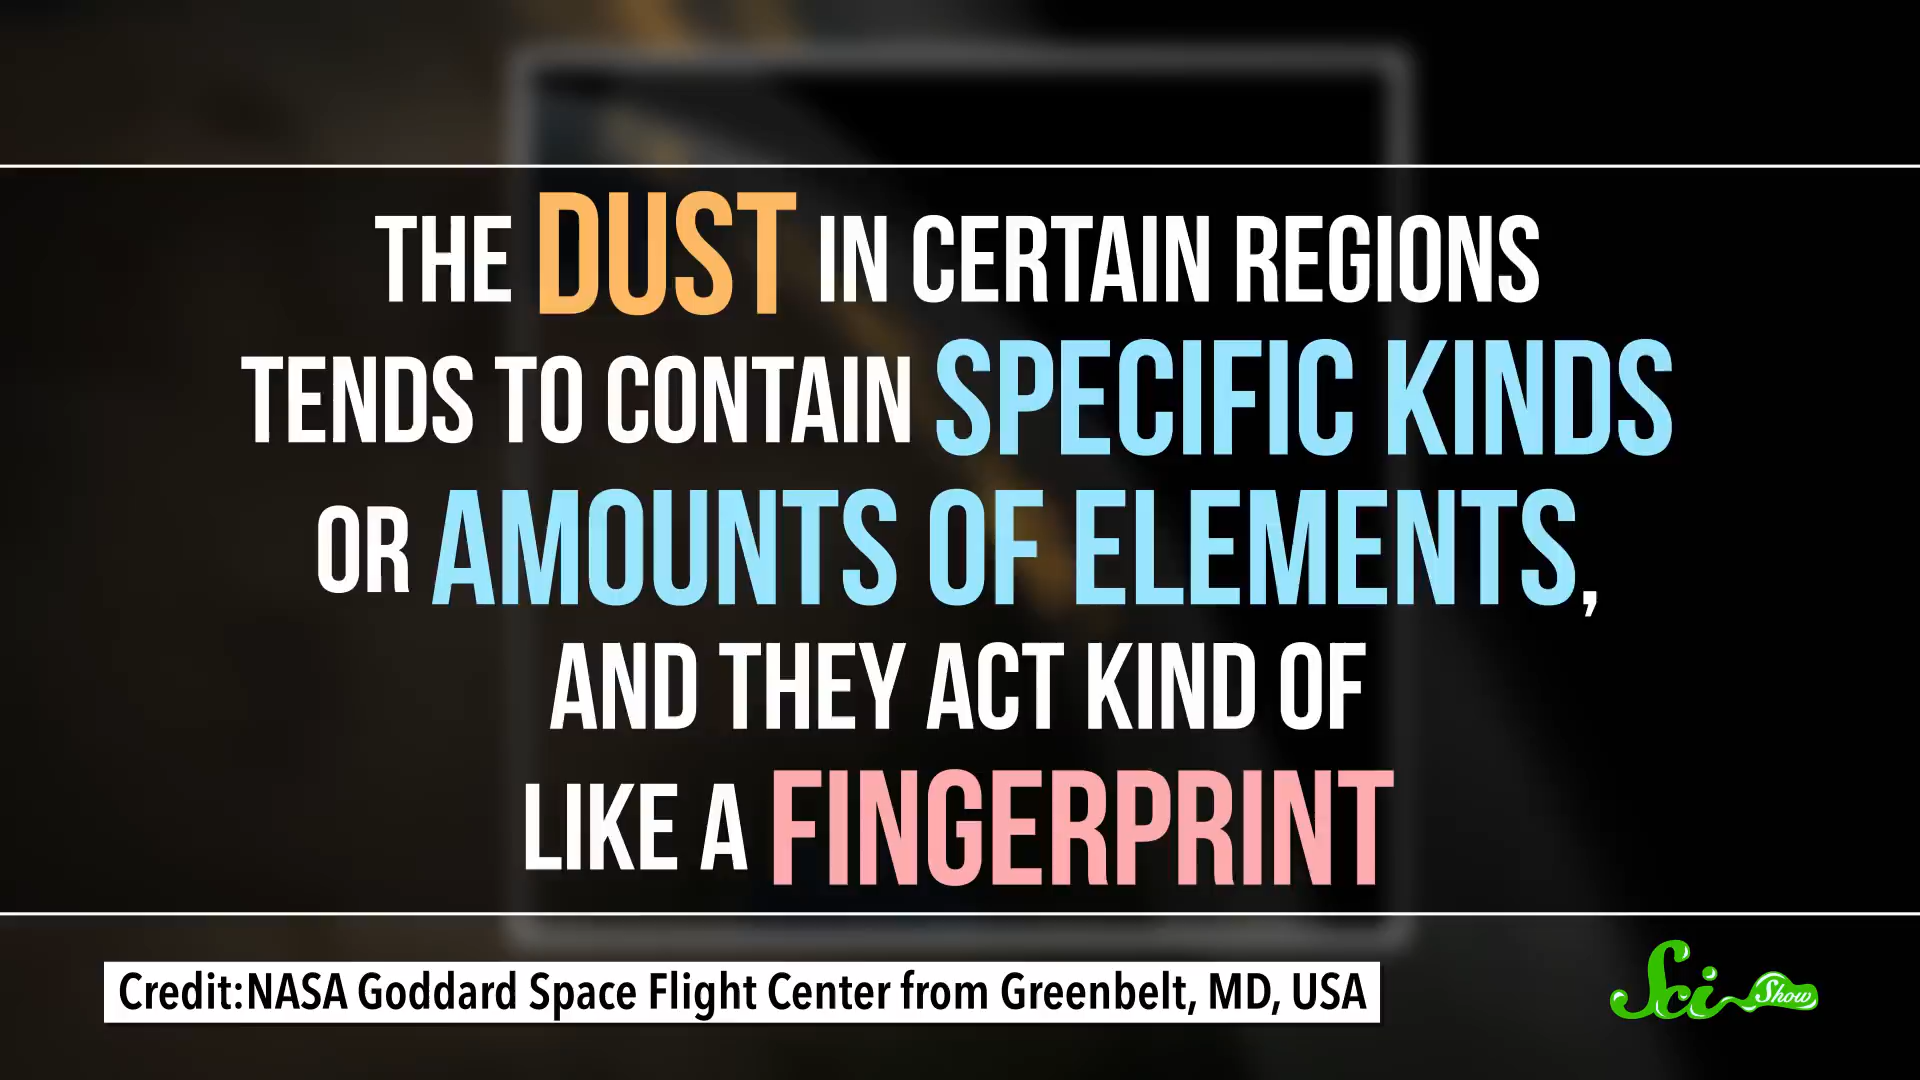 THE DUST IN CERTAIN REGIONS
TENDS TO CONTAIN SPECIFIC KINDS
OR AMOUNTS OF ELEMENTS,
AND THEY ACT KIND OF
LIKE A FINGERPRINT
Credit:NASA Goddard Space Flight Center from Greenbelt, MD, USA
Sci Show